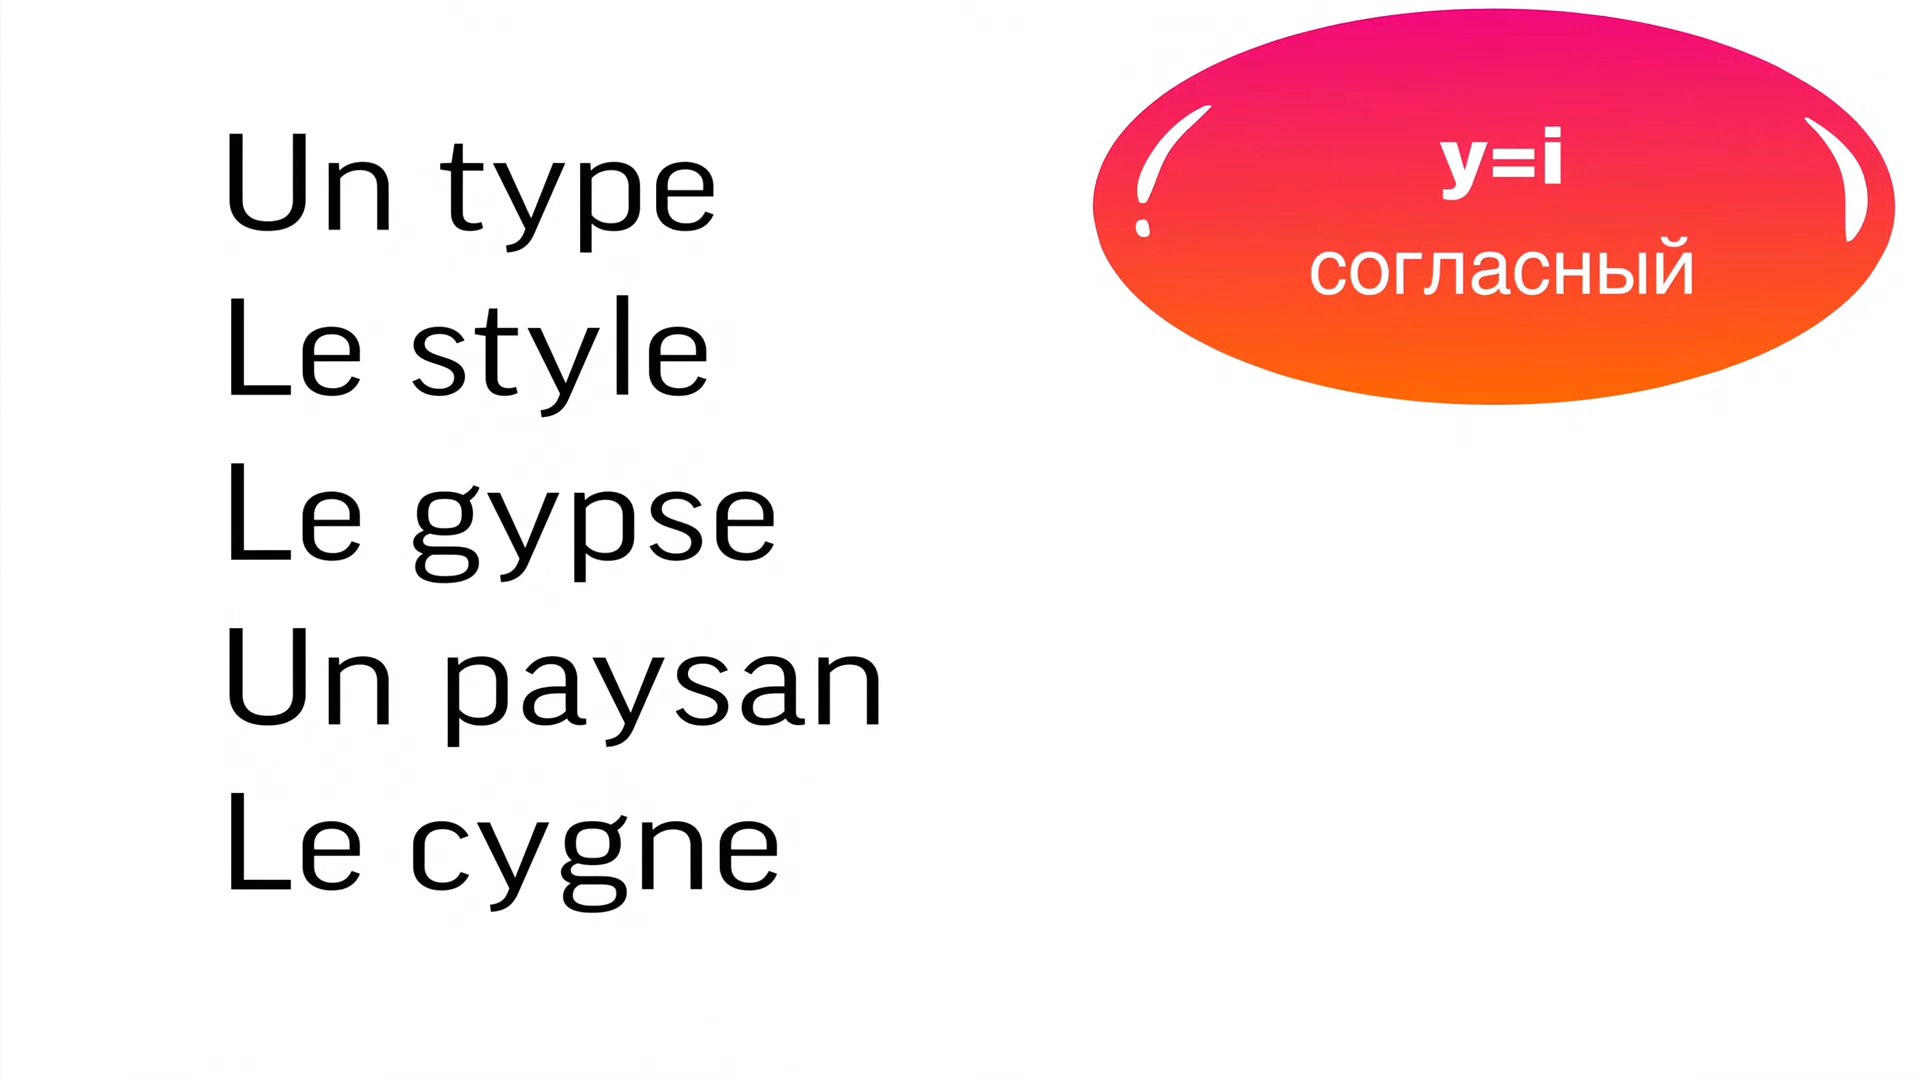 Un type
Le style
Le gypse
Un paysan
Le cygne
y=i
согласный